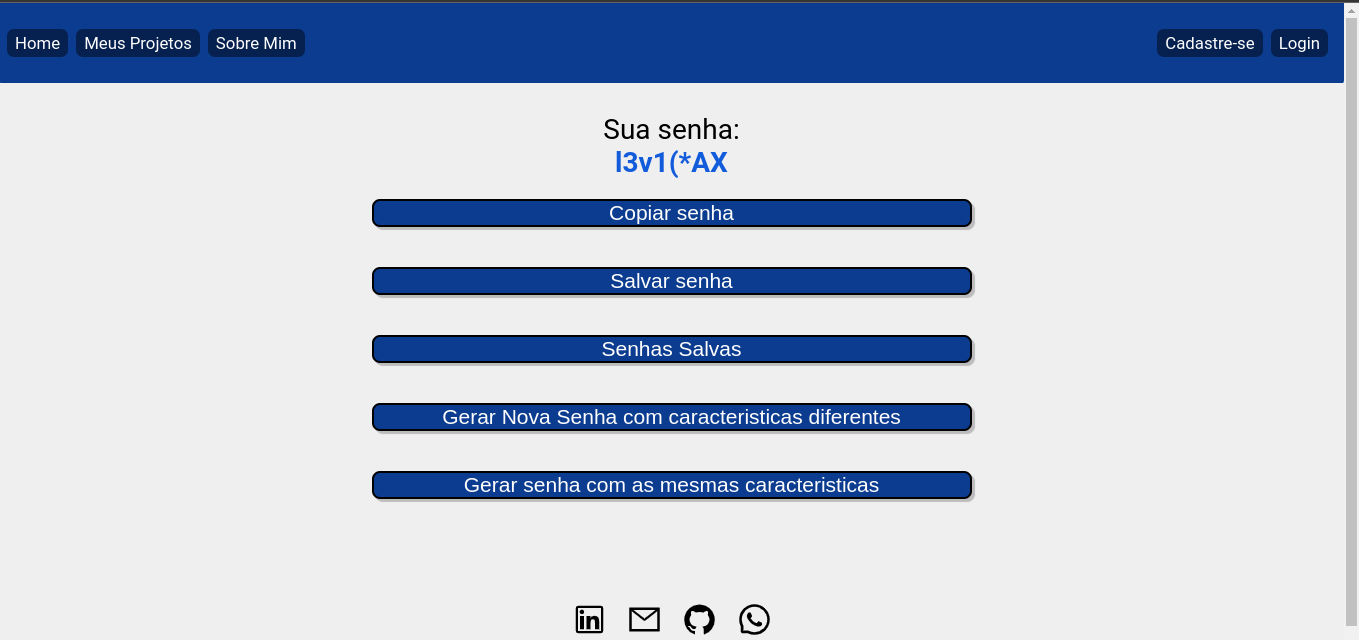 Home Meus Projetos Sobre Mim Cadastre-se Login
Sua senha:
l3v1(*AX
Copiar senha
Salvar senha
Senhas Salvas
Gerar Nova Senha com caracteristicas diferentes
Gerar senha com as mesmas caracteristicas
in